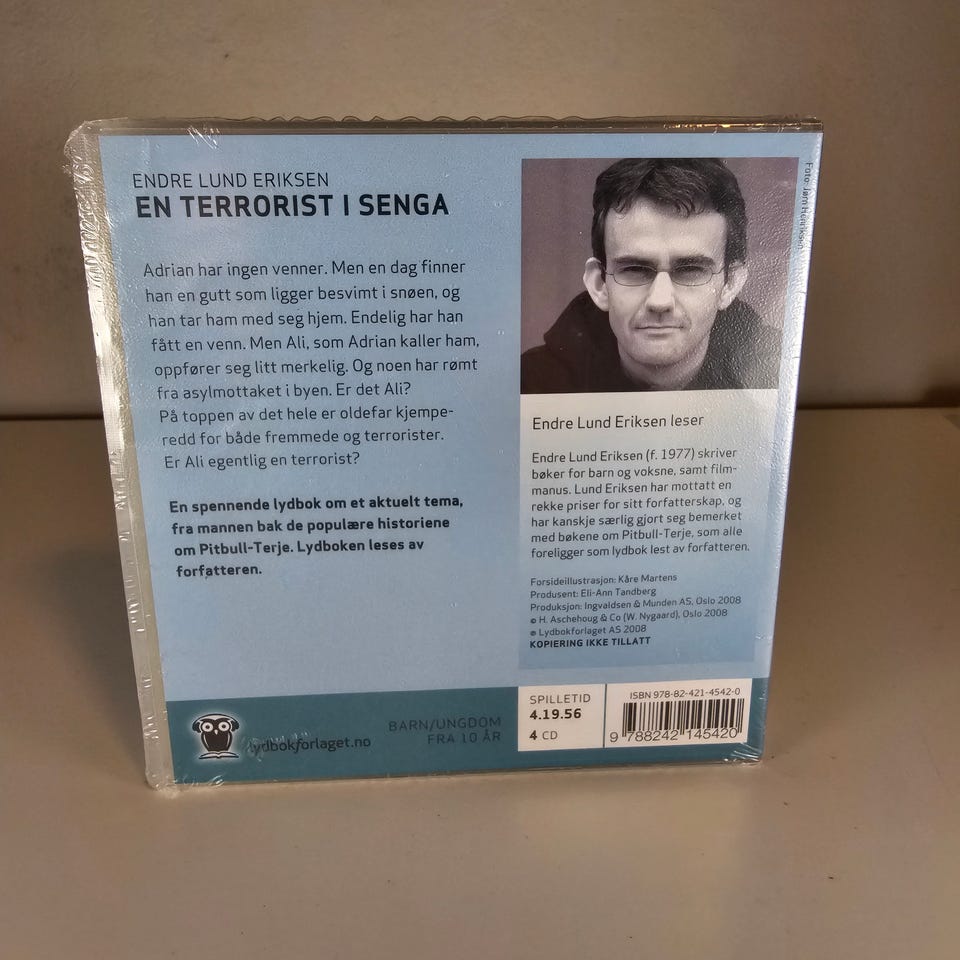 ENDRE LUND ERIKSEN
EN TERRORIST I SENGA
Adrian har ingen venner. Men en dag finner
han en gutt som ligger besvimt i snøen, og
han tar ham med seg hjem. Endelig har han
fått en venn. Men Ali, som Adrian kaller ham,
oppfører seg litt merkelig. Og noen har rømt
fra asylmottaket i byen. Er det Ali?
På toppen av det hele er oldefar kjempe-
redd for både fremmede og terrorister.
Er Ali egentlig en terrorist?
En spennende lydbok om et aktuelt tema,
fra mannen bak de populære historiene
om Pitbull-Terje. Lydboken leses av
forfatteren.
Foto: Jørn Henriksen
Endre Lund Eriksen leser
Endre Lund Eriksen (f. 1977) skriver
bøker for barn og voksne, samt film-
manus. Lund Eriksen har mottatt en
rekke priser for sitt forfatterskap, og
har kanskje særlig gjort seg bemerket
med bøkene om Pitbull-Terje, som alle
foreligger som lydbok lest av forfatteren.
Forsideillustrasjon: Kåre Martens
Produsent: Eli-Ann Tandberg
Produksjon: Ingvaldsen & Munden AS, Oslo 2008
© H. Aschehoug & Co (W. Nygaard), Oslo 2008
© Lydbokforlaget AS 2008
KOPIERING IKKE TILLATT
lydbokforlaget.no
BARN/UNGDOM
FRA 10 ÅR
SPILLETID
4.19.56
4 CD
ISBN 978-82-421-4542-0
9 788242 145420